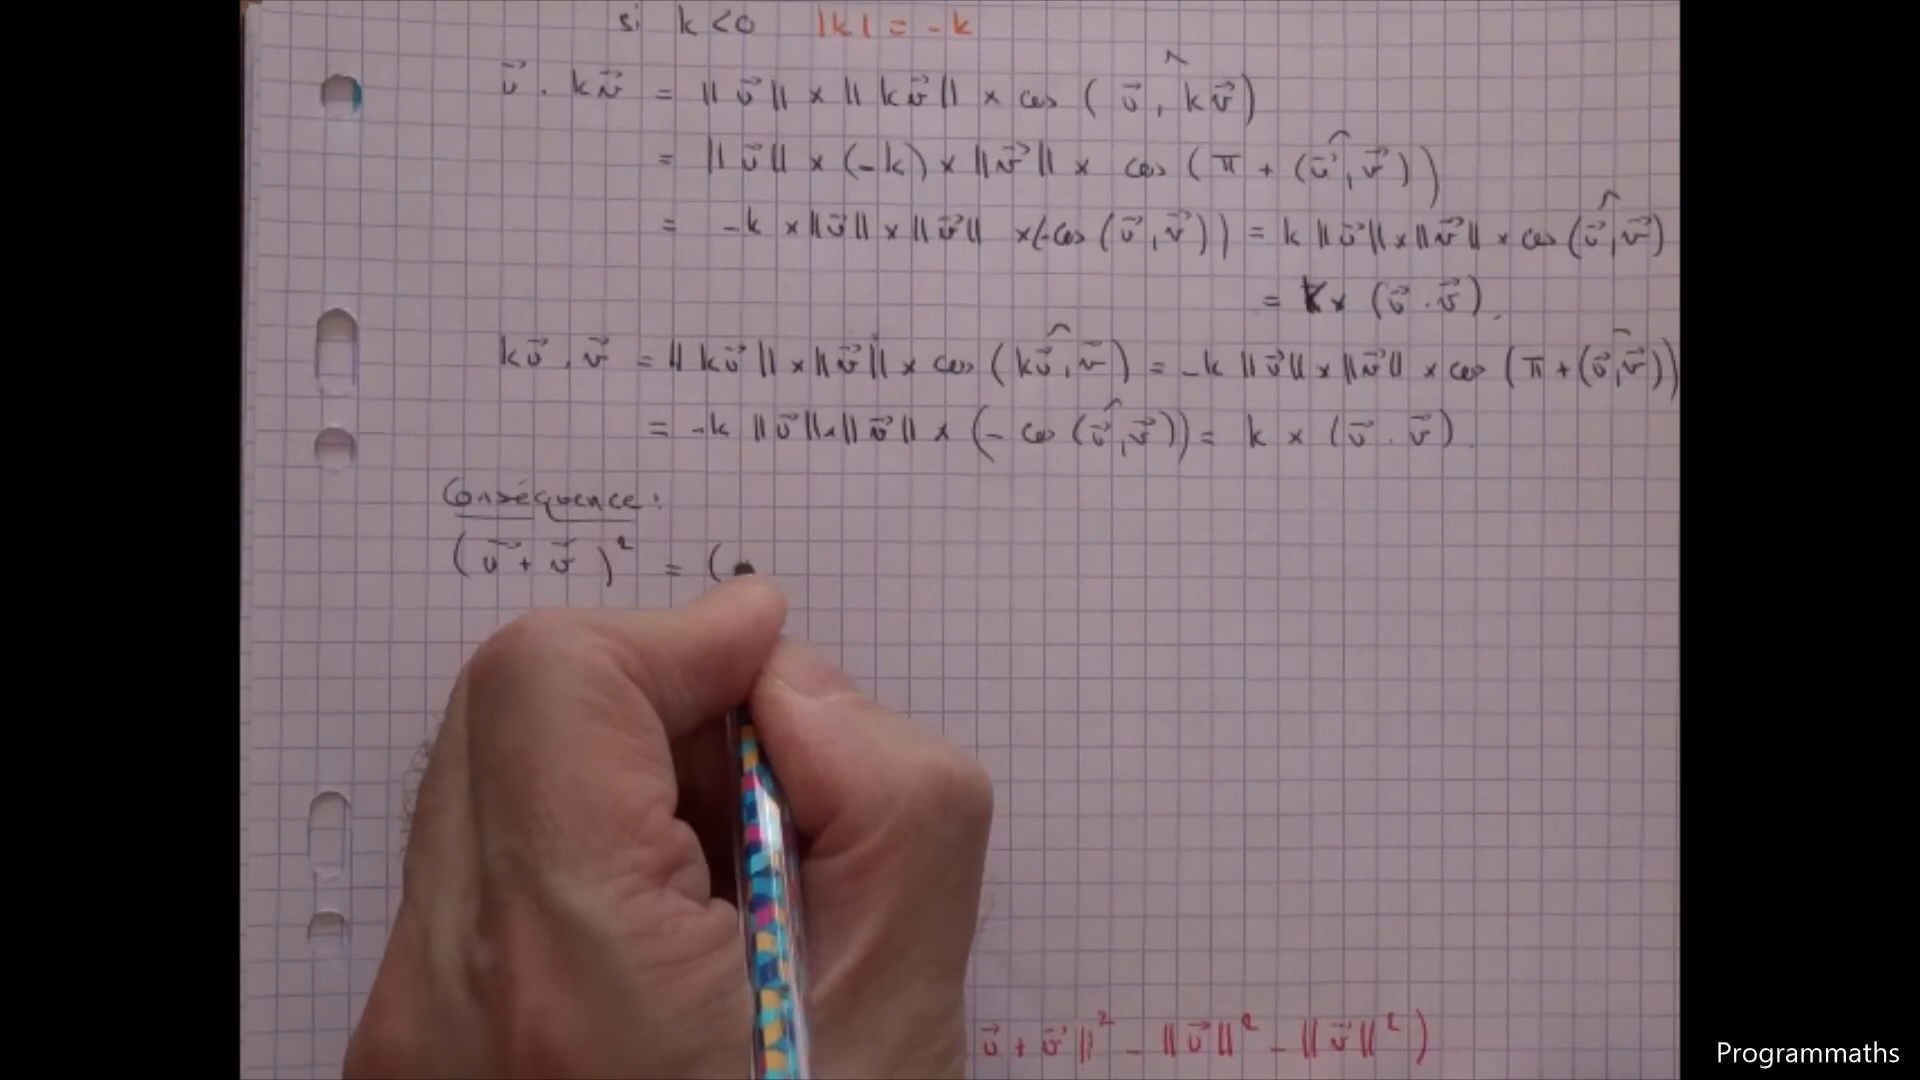 si k < 0 |k| = -k
u⃗ . kv⃗ = ||u⃗|| × ||kv⃗|| × cos (u⃗, kv⃗)
= ||u⃗|| × (-k) × ||v⃗|| × cos (π + (u⃗, v⃗))
= -k × ||u⃗|| × ||v⃗|| × (-cos (u⃗, v⃗)) = k ||u⃗|| × ||v⃗|| × cos (u⃗, v⃗)
= k × (u⃗ . v⃗).
ku⃗ . v⃗ = ||ku⃗|| × ||v⃗|| × cos (ku⃗, v⃗) = -k ||u⃗|| × ||v⃗|| × cos (π + (u⃗, v⃗))
= -k ||u⃗|| × ||v⃗|| × (- cos (u⃗, v⃗)) = k × (u⃗ . v⃗).
Conséquence :
(u⃗ + v⃗)² = (
u⃗ + v⃗||² - ||u⃗||² - ||v⃗||²)
Programmaths